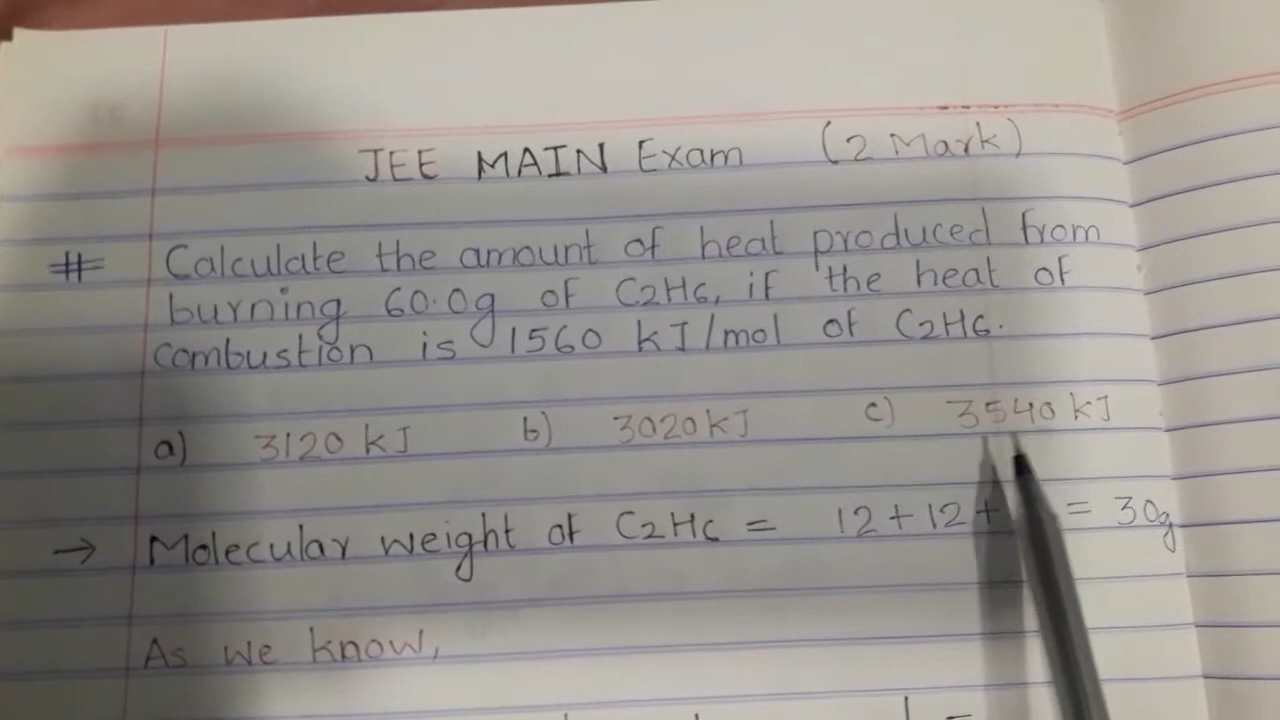 JEE MAIN Exam (2 Mark)
# Calculate the amount of heat produced from
burning 60.0g of C2H6, if the heat of
combustion is 1560 kJ/mol of C2H6.
a) 3120 kJ b) 3020 kJ c) 3540 kJ
→ Molecular weight of C2H6 = 12+12+ = 30g
As we know,